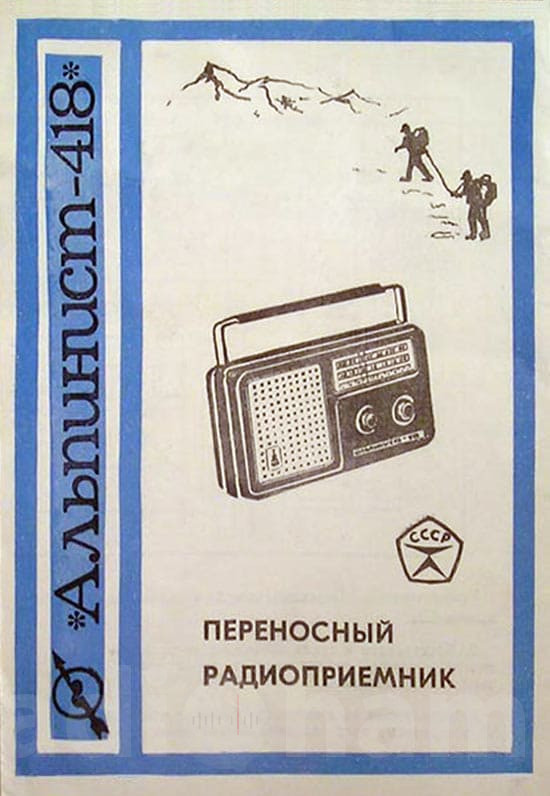 *Альпинист-418*
СССР
ПЕРЕНОСНЫЙ
РАДИОПРИЕМНИК